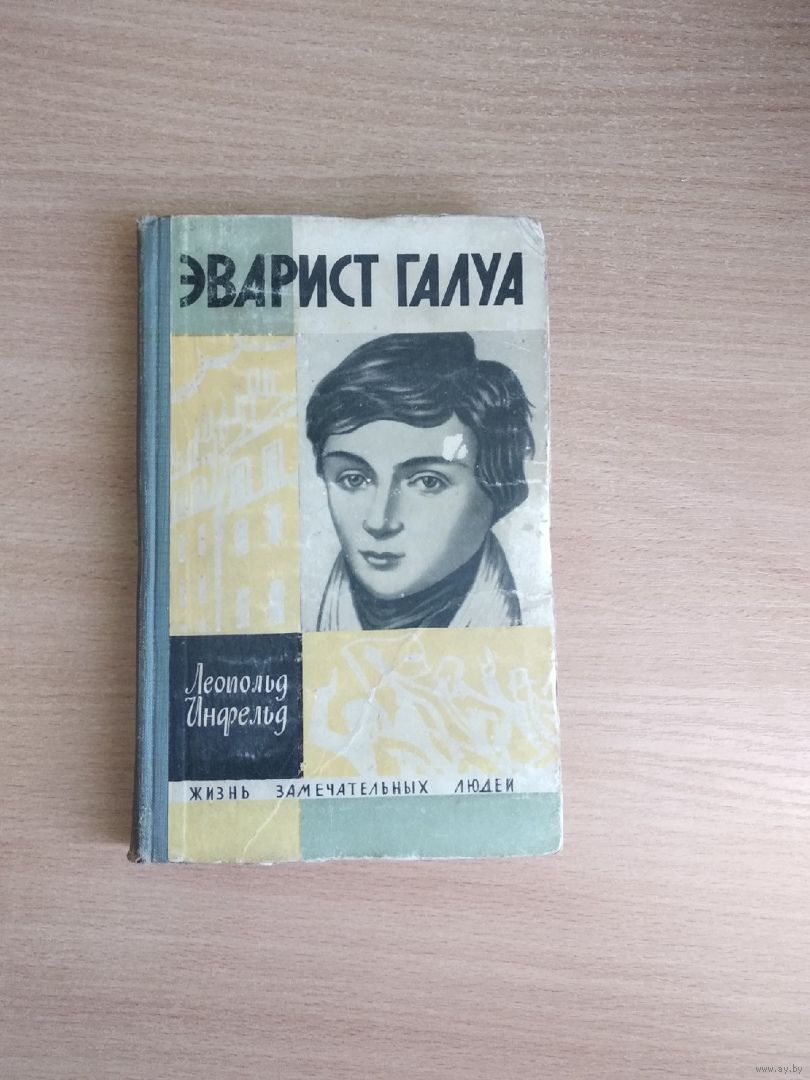 ЭВАРИСТ ГАЛУА
Леопольд
Инфельд
ЖИЗНЬ ЗАМЕЧАТЕЛЬНЫХ ЛЮДЕЙ
www.ay.by